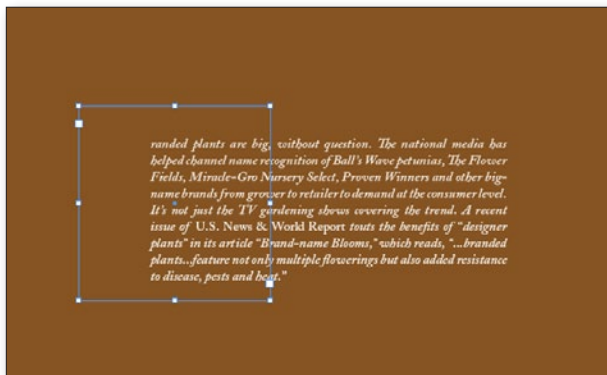 randed plants are big, without question. The national media has
helped channel name recognition of Ball's Wave petunias, The Flower
Fields, Miracle-Gro Nursery Select, Proven Winners and other big-
name brands from grower to retailer to demand at the consumer level.
It's not just the TV gardening shows covering the trend. A recent
issue of U.S. News & World Report touts the benefits of "designer
plants" in its article "Brand-name Blooms," which reads, "...branded
plants...feature not only multiple flowerings but also added resistance
to disease, pests and heat."